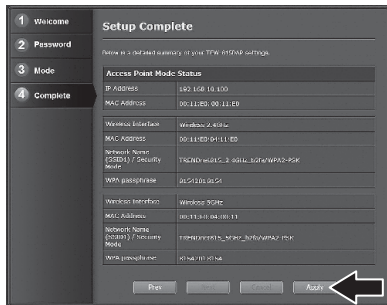 1 Welcome
2 Password
3 Mode
4 Complete
Setup Complete
Below is a detailed summary of your TEW-815DAP settings.
Access Point Mode Status
IP Address 192.168.10.100
MAC Address 00:11:E0:00:11:E0
Wireless Interface Wireless 2.4GHz
MAC Address 00:11:E0:04:11:E0
Network Name
(SSID1) / Security
Mode
WPA passphrase 81542018154
Wireless Interface Wireless 5GHz
MAC Address
Network Name
(SSID1) / Security
Mode
WPA passphrase
Prev
Next
Cancel
Apply